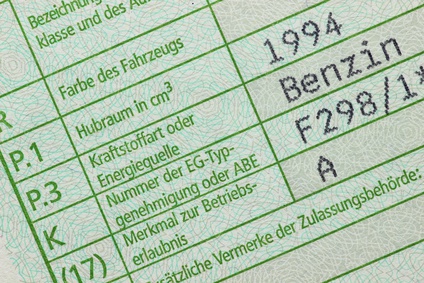 Bezeichnung
klasse und des
R Farbe des Fahrzeugs
P.1 Hubraum in cm³ 1994
P.3 Kraftstoffart oder
Energiequelle Benzin
K Nummer der EG-Typ-
genehmigung oder ABE F298/1*
(17) Merkmal zur Betriebs-
erlaubnis A
Zusätzliche Vermerke der Zulassungsbehörde: